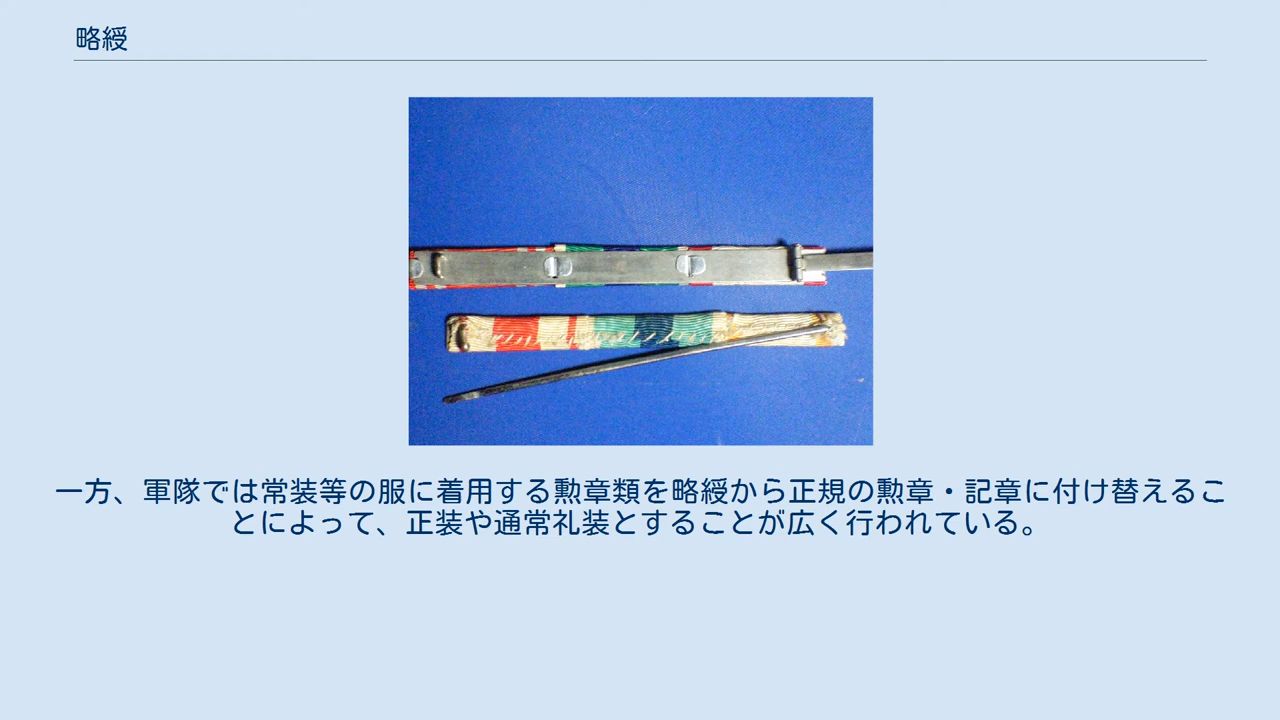 略綬
一方、軍隊では常装等の服に着用する勲章類を略綬から正規の勲章・記章に付け替えるこ
とによって、正装や通常礼装とすることが広く行われている。